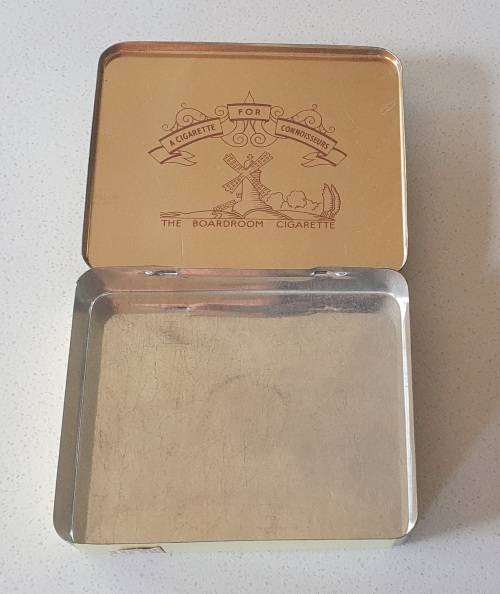 A CIGARETTE FOR CONNOISSEURS
THE BOARDROOM CIGARETTE